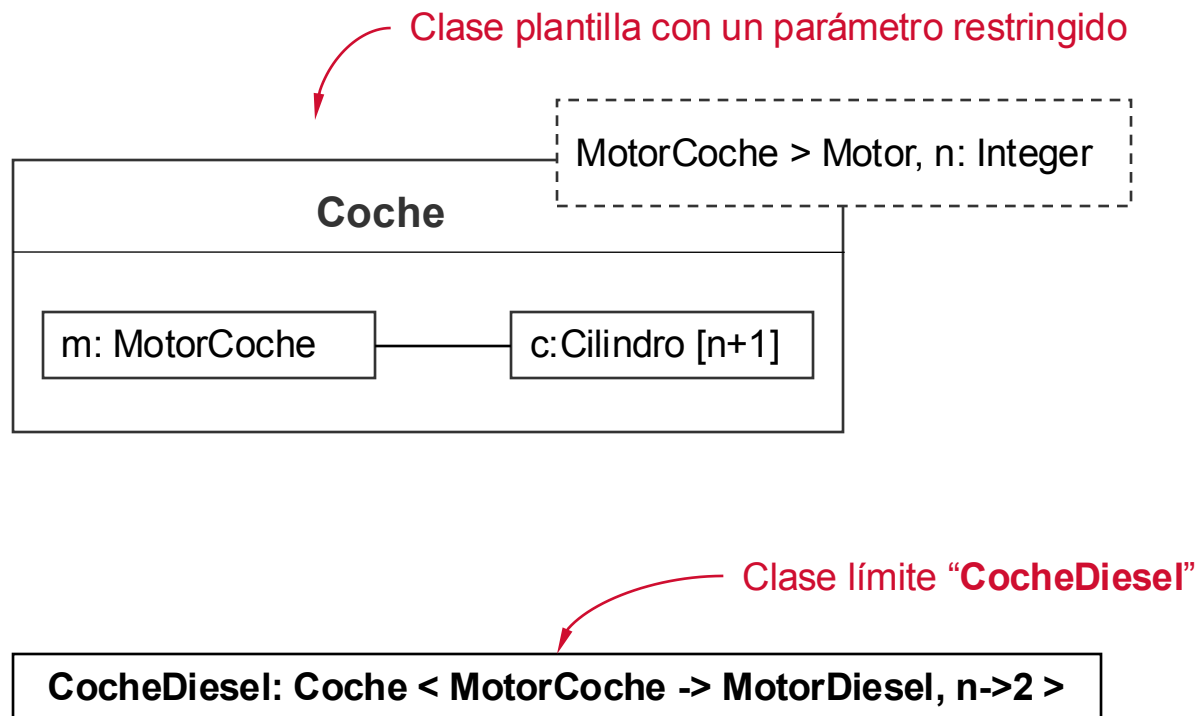 Clase plantilla con un parámetro restringido
MotorCoche > Motor, n: Integer
Coche
m: MotorCoche
c:Cilindro [n+1]
Clase límite “CocheDiesel”
CocheDiesel: Coche < MotorCoche -> MotorDiesel, n->2 >